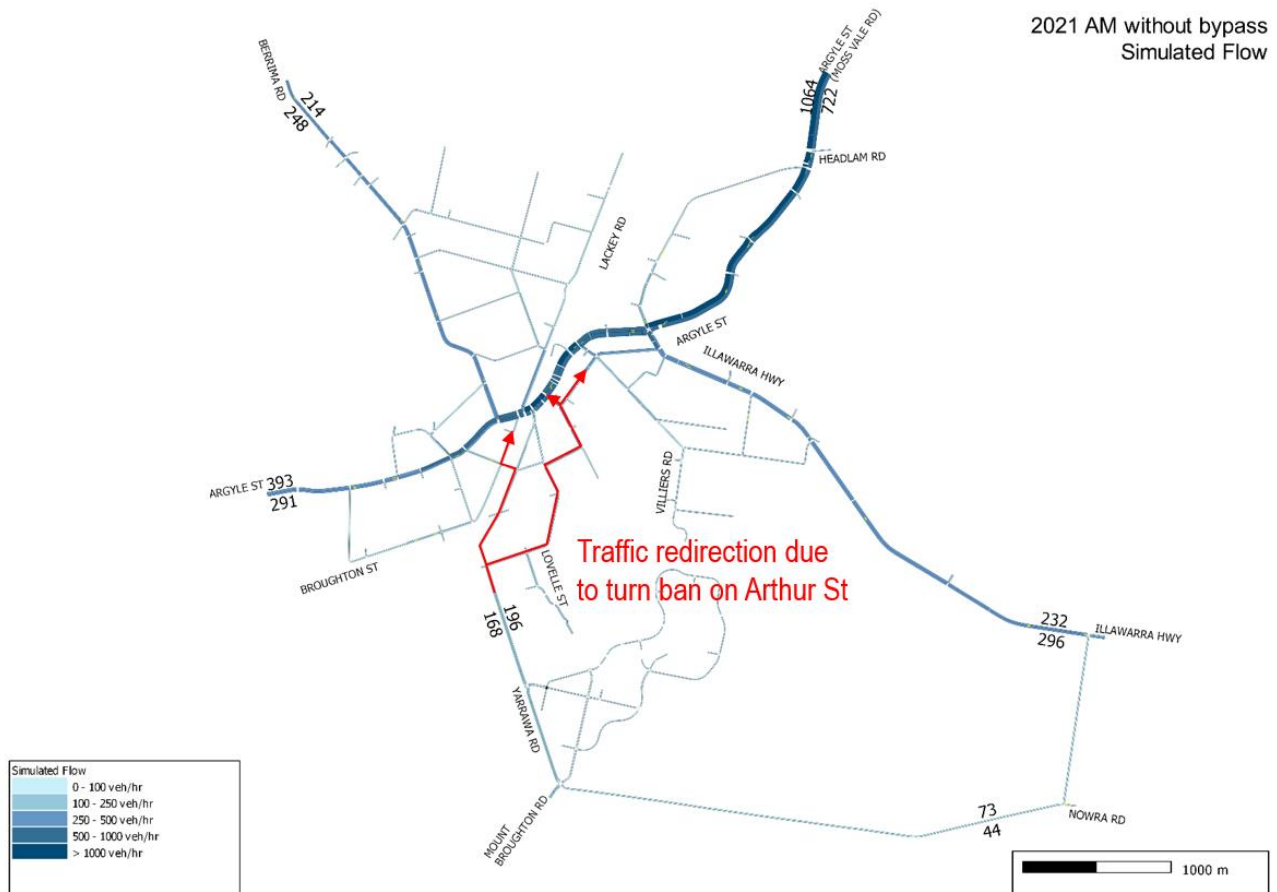 2021 AM without bypass
Simulated Flow
BERRIMA RD
214
248
ARGYLE ST
(MOSS VALE RD)
1064
722
HEADLAM RD
LACKEY RD
ARGYLE ST
ILLAWARRA HWY
ARGYLE ST
393
291
VILLIERS RD
BROUGHTON ST
LOVELLE ST
Traffic redirection due
to turn ban on Arthur St
196
168
232
296
ILLAWARRA HWY
YARRAWA RD
MOUNT
BROUGHTON RD
73
44
NOWRA RD
Simulated Flow
0 - 100 veh/hr
100 - 250 veh/hr
250 - 500 veh/hr
500 - 1000 veh/hr
> 1000 veh/hr
1000 m